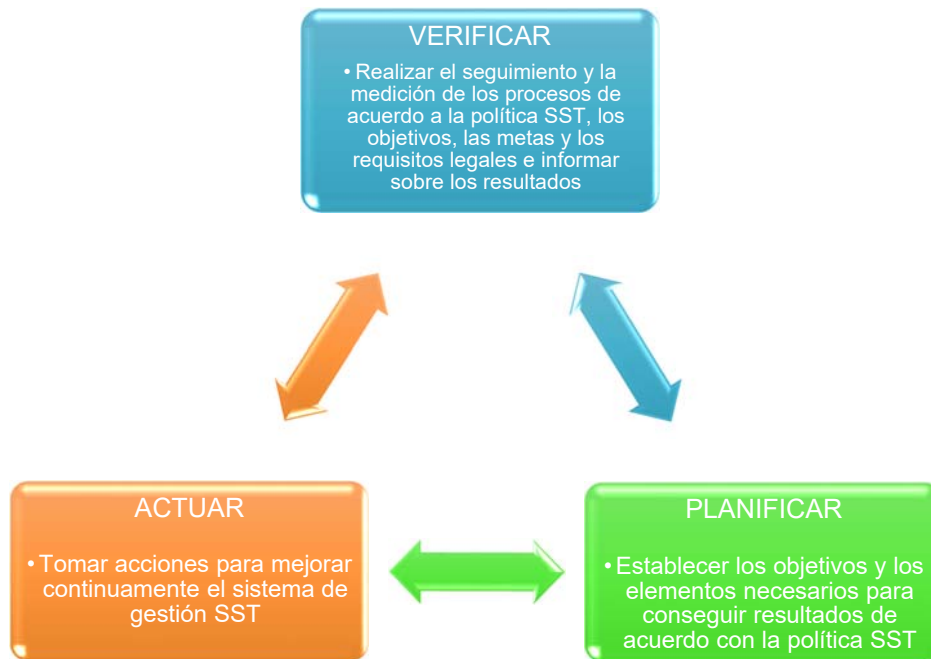 VERIFICAR
• Realizar el seguimiento y la
medición de los procesos de
acuerdo a la política SST, los
objetivos, las metas y los
requisitos legales e informar
sobre los resultados
ACTUAR
• Tomar acciones para mejorar
continuamente el sistema de
gestión SST
PLANIFICAR
• Establecer los objetivos y los
elementos necesarios para
conseguir resultados de
acuerdo con la política SST